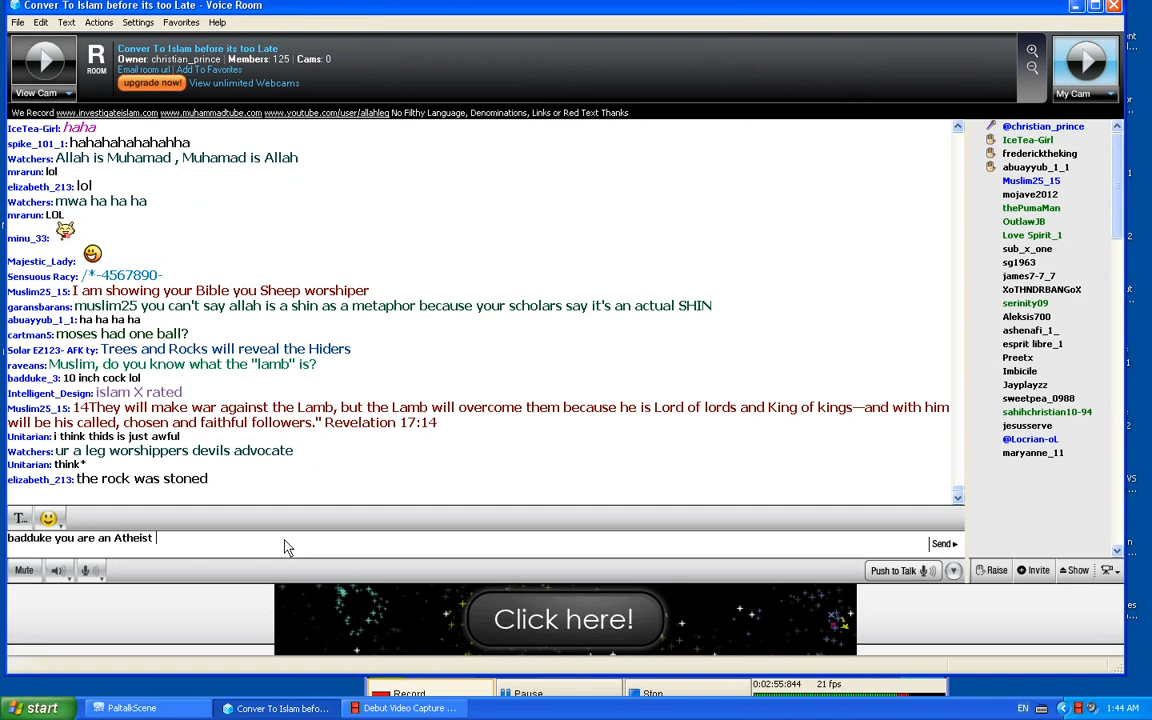 Conver To Islam before its too Late - Voice Room
File Edit Text Actions Settings Favorites Help
R
ROOM
Conver To Islam before its too Late
Owner: christian_prince | Members: 125 | Cams: 0
Email room url | Add To Favorites
upgrade now! View unlimited Webcams
View Cam
My Cam
We Record www.investigateislam.com www.muhammadtube.com www.youtube.com/user/allahleg No Filthy Language, Denominations, Links or Red Text Thanks
IceTea-Girl: haha
spike_101_1: hahahahahahahha
Watchers: Allah is Muhamad , Muhamad is Allah
mrarun: lol
elizabeth_213: lol
Watchers: mwa ha ha ha
mrarun: LOL
minu_33:
Majestic_Lady:
Sensuous Racy: /*-4567890-
Muslim25_15: I am showing your Bible you Sheep worshiper
garansbarans: muslim25 you can't say allah is a shin as a metaphor because your scholars say it's an actual SHIN
abuayyub_1_1: ha ha ha ha
cartman5: moses had one ball?
Solar EZ123- AFK ty: Trees and Rocks will reveal the Hiders
raveans: Muslim, do you know what the "lamb" is?
badduke_3: 10 inch cock lol
Intelligent_Design: islam X rated
Muslim25_15: 14They will make war against the Lamb, but the Lamb will overcome them because he is Lord of lords and King of kings—and with him
will be his called, chosen and faithful followers." Revelation 17:14
Unitarian: i think thids is just awful
Watchers: ur a leg worshippers devils advocate
Unitarian: think*
elizabeth_213: the rock was stoned
@christian_prince
IceTea-Girl
fredericktheking
abuayyub_1_1
Muslim25_15
mojave2012
thePumaMan
OutlawJB
Love Spirit_1
sub_x_one
sg1963
james7-7_7
XoTHNDRBANGoX
serinity09
Aleksis700
ashenafi_1_
esprit libre_1
Preetx
Imbicile
Jayplayzz
sweetpea_0988
sahihchristian10-94
jesusserve
@Locrian-oL
maryanne_11
T...
badduke you are an Atheist
Send
Mute
Push to Talk
Raise Invite Show
Click here!
Record Pause Stop 0:02:55:844 21 fps
start PaltalkScene Conver To Islam befo... Debut Video Capture ... EN 1:44 AM